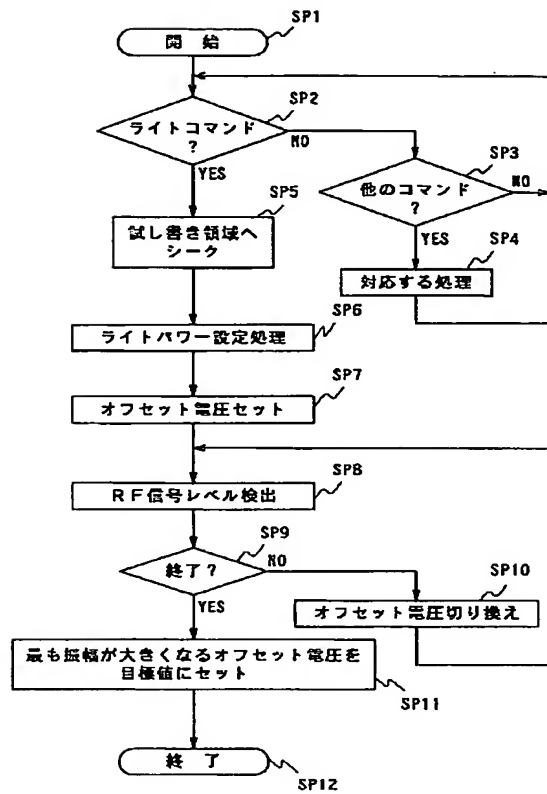 SP1
開 始
SP2
ライトコマンド
?
NO
YES
SP3
他のコマンド
?
NO
YES
SP4
対応する処理
SP5
試し書き領域へ
シーク
SP6
ライトパワー設定処理
SP7
オフセット電圧セット
SP8
RF信号レベル検出
SP9
終了?
NO
YES
SP10
オフセット電圧切り換え
最も振幅が大きくなるオフセット電圧を
目標値にセット
SP11
終 了
SP12